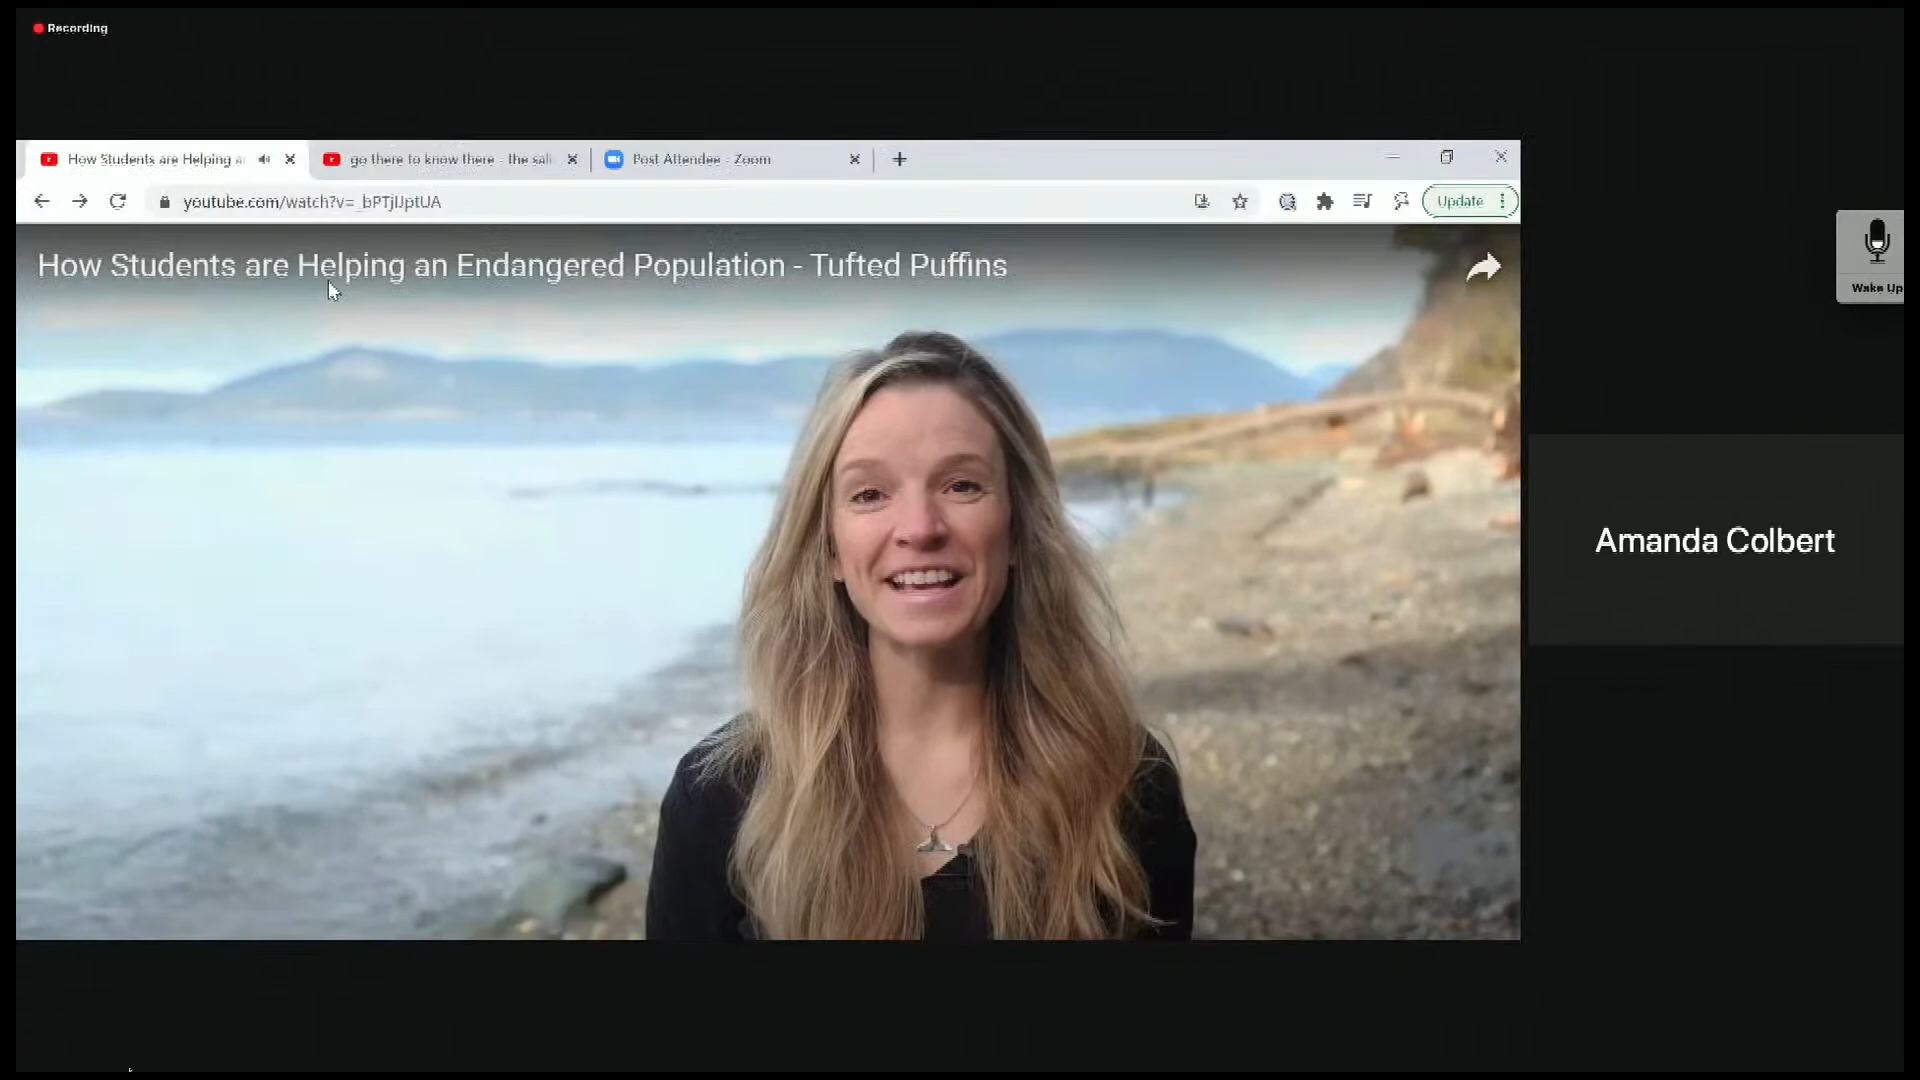 Recording
How Students are Helping a
go there to know there - the sali
Post Attendee - Zoom
youtube.com/watch?v=_bPTjIJptUA
Update
How Students are Helping an Endangered Population - Tufted Puffins
Wake Up
Amanda Colbert